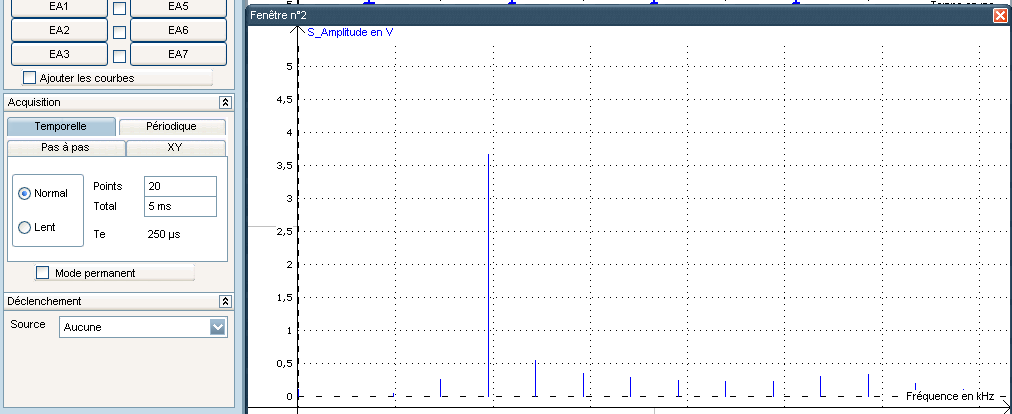 EA1
EA5
EA2
EA6
EA3
EA7
Ajouter les courbes
Acquisition
Temporelle
Périodique
Pas à pas
XY
Normal
Lent
Points
20
Total
5 ms
Te
250 µs
Mode permanent
Déclenchement
Source
Aucune
Fenêtre n°2
S_Amplitude en V
5
4,5
4
3,5
3
2,5
2
1,5
1
0,5
0
Fréquence en kHz